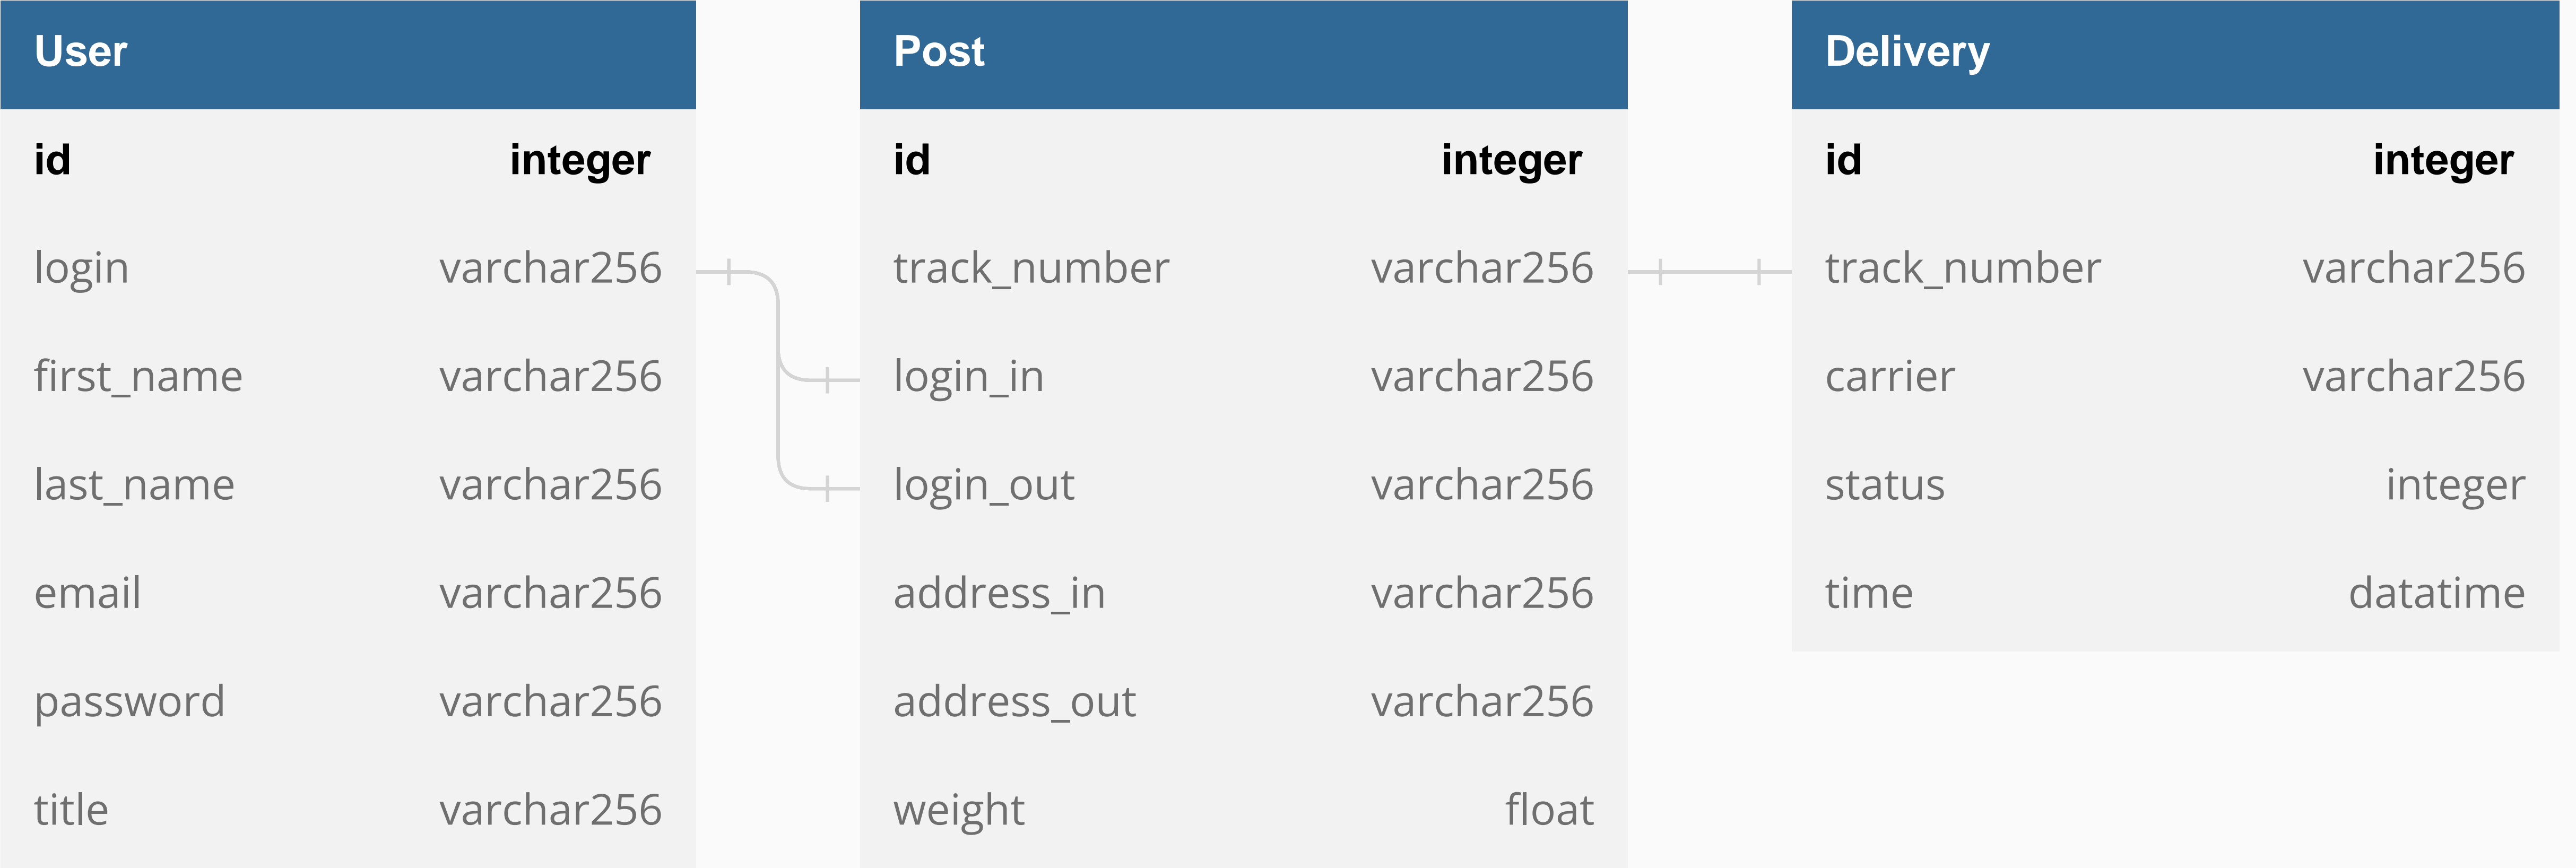 User
id integer
login varchar256
first_name varchar256
last_name varchar256
email varchar256
password varchar256
title varchar256
Post
id integer
track_number varchar256
login_in varchar256
login_out varchar256
address_in varchar256
address_out varchar256
weight float
Delivery
id integer
track_number varchar256
carrier varchar256
status integer
time datatime